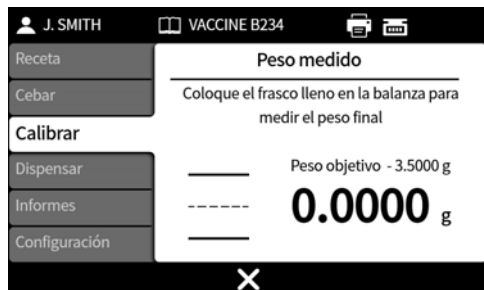 J. SMITH
VACCINE B234
Receta
Cebar
Calibrar
Dispensar
Informes
Configuración
Peso medido
Coloque el frasco lleno en la balanza para
medir el peso final
Peso objetivo - 3.5000 g
0.0000 g